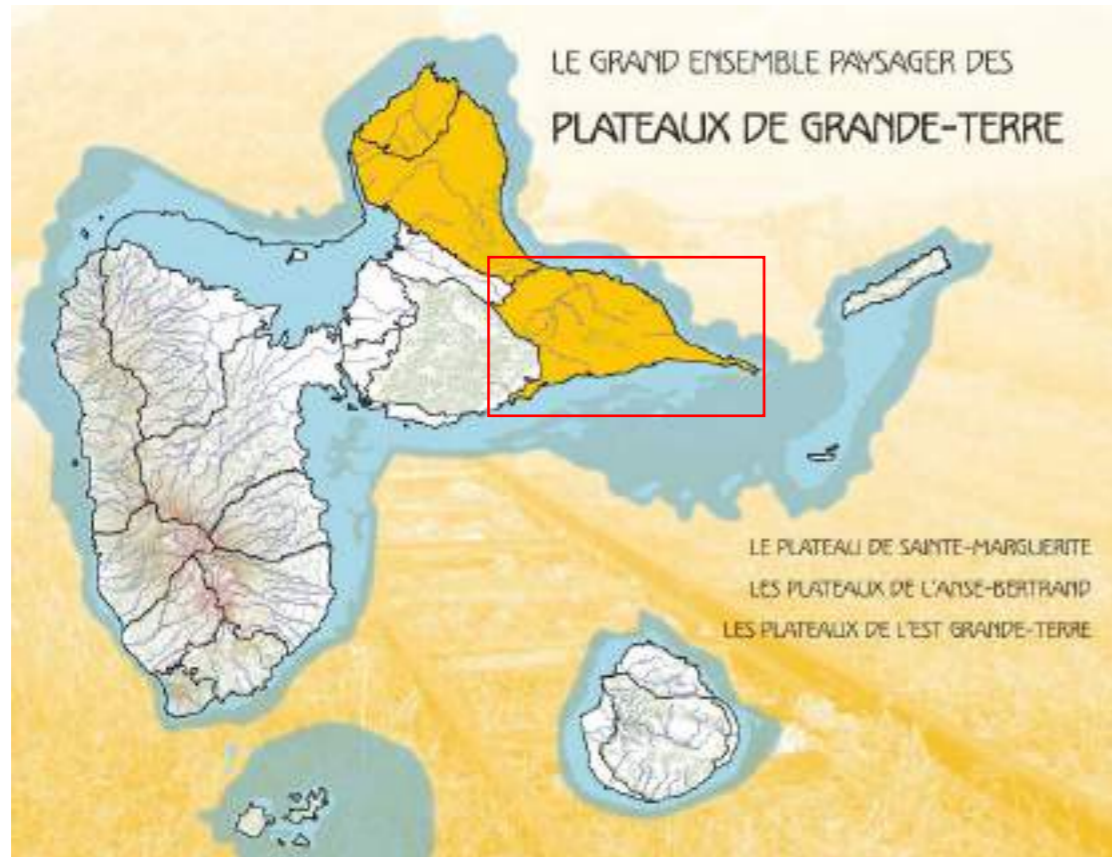 LE GRAND ENSEMBLE PAYSAGER DES
PLATEAUX DE GRANDE-TERRE
LE PLATEAU DE SAINTE-MARGUERITE
LES PLATEAUX DE L'ANSE-BERTRAND
LES PLATEAUX DE L'EST GRANDE-TERRE